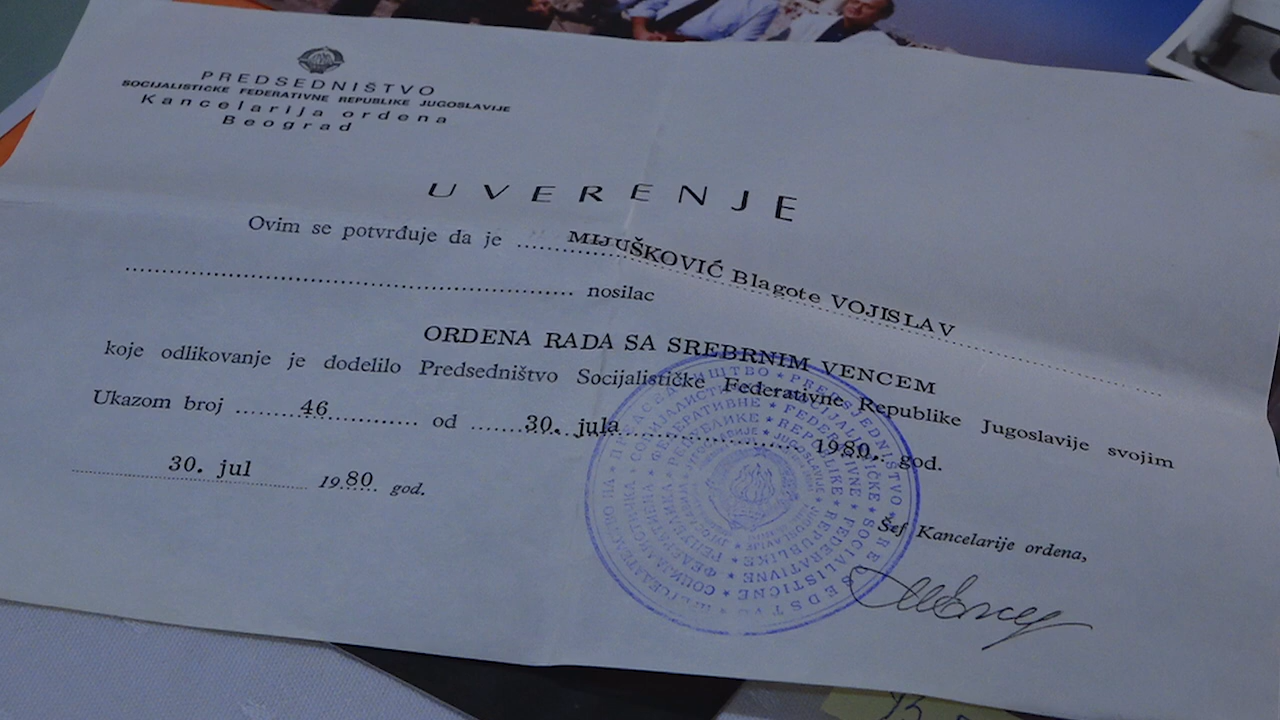 PREDSEDNIŠTVO
SOCIJALISTIČKE FEDERATIVNE REPUBLIKE JUGOSLAVIJE
Kancelarija ordena
Beograd
UVERENJE
Ovim se potvrđuje da je ...... MIJUŠKOVIĆ Blagote VOJISLAV
nosilac
ORDENA RADA SA SREBRNIM VENCEM
koje odlikovanje je dodelilo Predsedništvo Socijalističke Federativne Republike Jugoslavije svojim
Ukazom broj 46 od 30. jula 1980. god.
30. jul 1980 god.
Šef Kancelarije ordena,